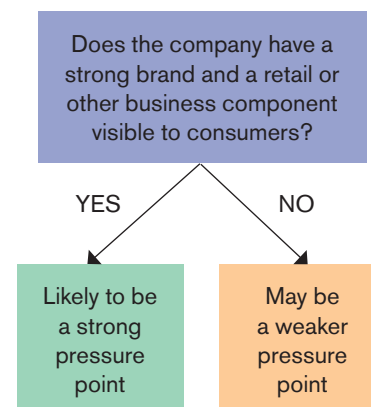 Does the company have a
strong brand and a retail or
other business component
visible to consumers?
YES
NO
Likely to be
a strong
pressure
point
May be
a weaker
pressure
point